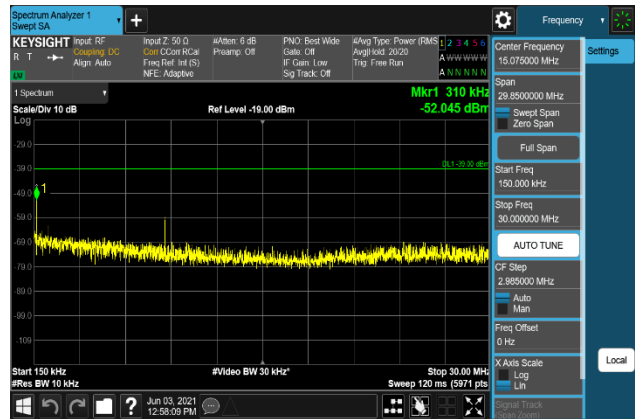 Spectrum Analyzer 1
Swept SA
Frequency
KEYSIGHT
R T
LW
Input: RF
Coupling: DC
Align: Auto
Input Z: 50 Ω
Corr CCorr RCal
Freq Ref: Int (S)
NFE: Adaptive
#Atten: 6 dB
Preamp: Off
PNO: Best Wide
Gate: Off
IF Gain: Low
Sig Track: Off
#Avg Type: Power (RMS
Avg|Hold: 20/20
Trig: Free Run
1 2 3 4 5 6
A W W W W W
A N N N N N
1 Spectrum
Scale/Div 10 dB
Ref Level -19.00 dBm
Mkr1 310 kHz
-52.045 dBm
Log
-29.0
-39.0
-49.0
-59.0
-69.0
-79.0
-89.0
-99.0
-109
DL1 -39.00 dBm
1
Start 150 kHz
#Res BW 10 kHz
#Video BW 30 kHz*
Stop 30.00 MHz
Sweep 120 ms (5971 pts
Jun 03, 2021
12:58:09 PM
Center Frequency
15.075000 MHz
Span
29.8500000 MHz
Swept Span
Zero Span
Full Span
Start Freq
150.000 kHz
Stop Freq
30.000000 MHz
AUTO TUNE
CF Step
2.985000 MHz
Auto
Man
Freq Offset
0 Hz
X Axis Scale
Log
Lin
Signal Track
(Span Zoom)
Settings
Local